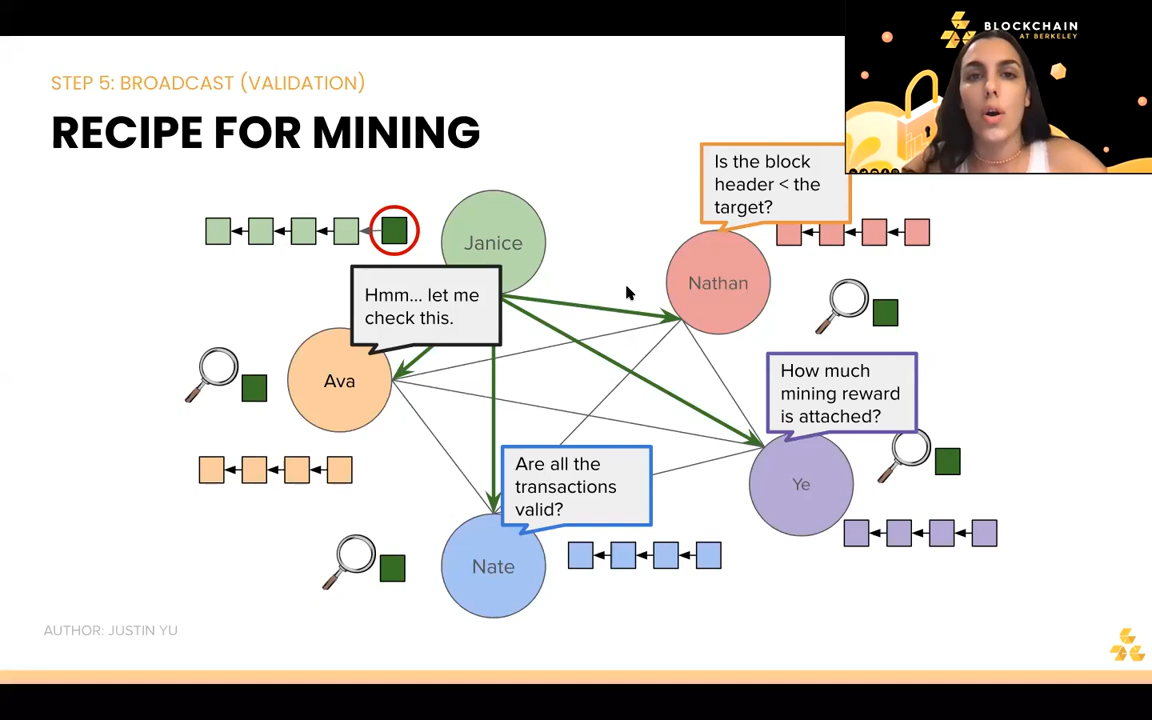 BLOCKCHAIN
AT BERKELEY
STEP 5: BROADCAST (VALIDATION)
RECIPE FOR MINING
Is the block
header < the
target?
Janice
Nathan
Hmm... let me
check this.
Ava
How much
mining reward
is attached?
Are all the
transactions
valid?
Ye
Nate
AUTHOR: JUSTIN YU